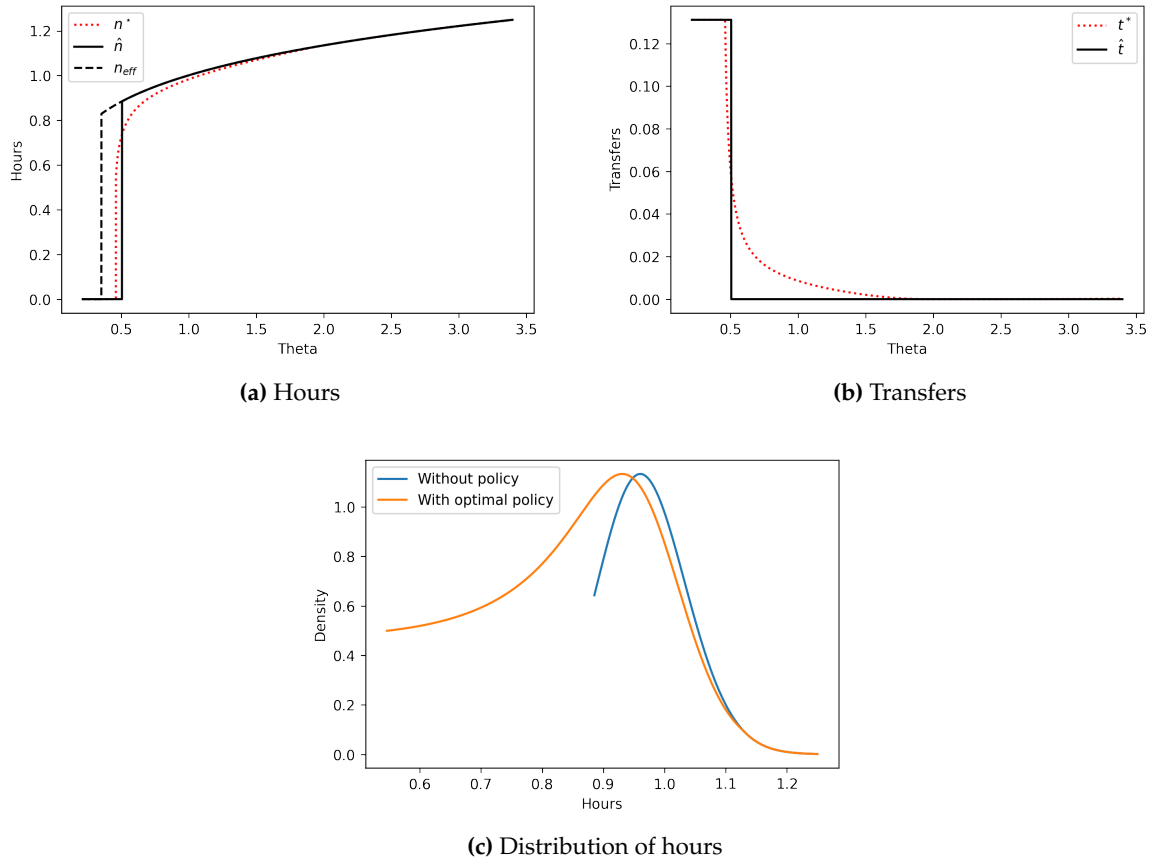 n*
n̂
n_eff
Hours
1.2
1.0
0.8
0.6
0.4
0.2
0.0
0.5
1.0
1.5
2.0
2.5
3.0
3.5
Theta
(a) Hours
t*
t̂
Transfers
0.12
0.10
0.08
0.06
0.04
0.02
0.00
0.5
1.0
1.5
2.0
2.5
3.0
3.5
Theta
(b) Transfers
Without policy
With optimal policy
Density
1.0
0.8
0.6
0.4
0.2
0.0
0.6
0.7
0.8
0.9
1.0
1.1
1.2
Hours
(c) Distribution of hours